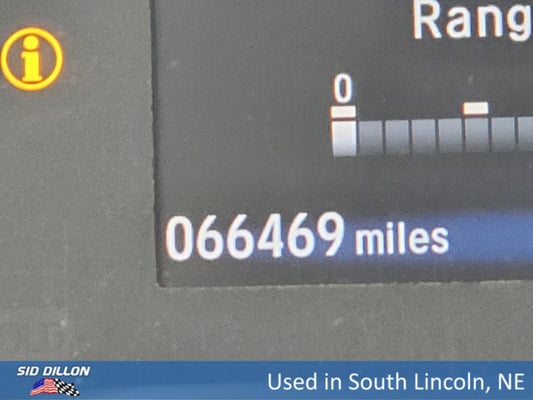 Rang
0
066469 miles
SID DILLON
Used in South Lincoln, NE